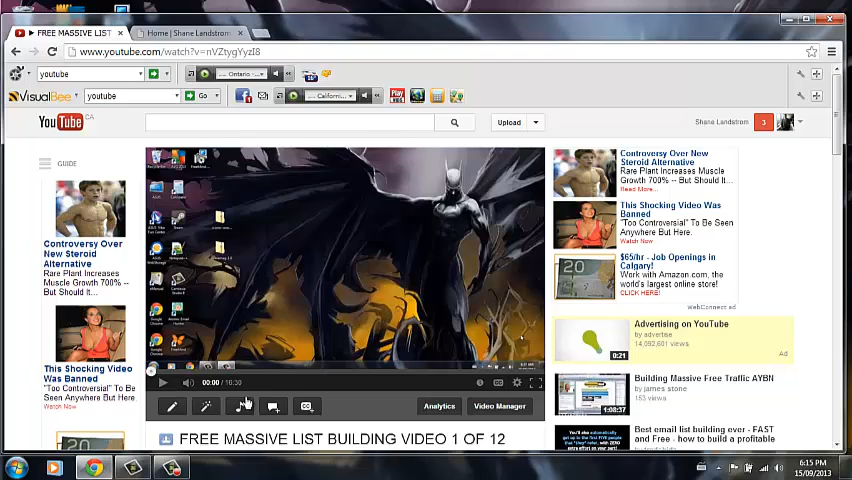 FREE MASSIVE LIST
Home | Shane Landstrom
www.youtube.com/watch?v=nVZtygYyzI8
youtube
Ontario -...
VisualBee
youtube
Go
Californi...
Play
You Tube CA
Upload
Shane Landstrom
3
GUIDE
Controversy Over
New Steroid
Alternative
Rare Plant Increases
Muscle Growth 700% --
But Should It...
This Shocking Video
Was Banned
"Too Controversial" To Be
Seen Anywhere But Here.
Watch Now
Controversy Over New
Steroid Alternative
Rare Plant Increases Muscle
Growth 700% -- But Should It...
Read More...
This Shocking Video Was
Banned
"Too Controversial" To Be Seen
Anywhere But Here.
Watch Now
$65/hr - Job Openings in
Calgary!
Work with Amazon.com, the
world's largest online store!
CLICK HERE!
WebConnect ad
Advertising on YouTube
by advertise
14,092,601 views
Ad
0:21
Building Massive Free Traffic AYBN
by james stone
153 views
1:08:37
Best email list building ever - FAST
and Free - how to build a profitable
00:00 / 16:30
Analytics
Video Manager
FREE MASSIVE LIST BUILDING VIDEO 1 OF 12
6:15 PM
15/09/2013